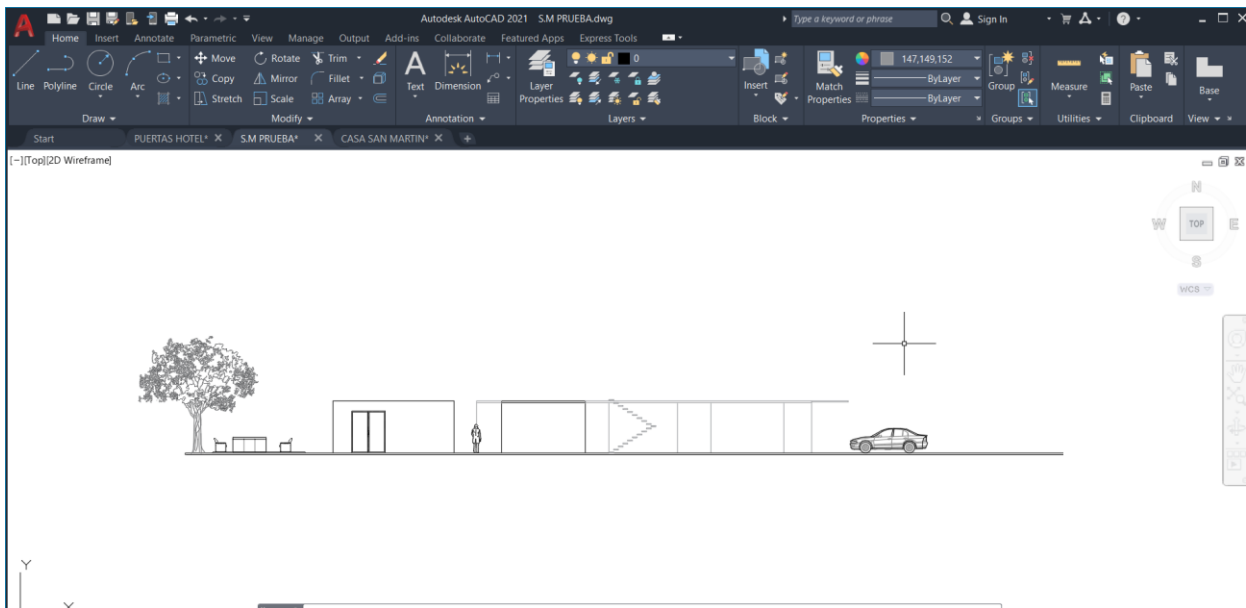 Autodesk AutoCAD 2021 S.M PRUEBA.dwg
Type a keyword or phrase
Sign In
Home Insert Annotate Parametric View Manage Output Add-ins Collaborate Featured Apps Express Tools
Move Rotate Trim
Copy Mirror Fillet
Stretch Scale Array
Line Polyline Circle Arc
Text Dimension
Layer
Properties
0
Insert
Match
Properties
147,149,152
ByLayer
ByLayer
Group
Measure
Paste
Base
Draw Modify Annotation Layers Block Properties Groups Utilities Clipboard View
Start PUERTAS HOTEL* S.M PRUEBA* CASA SAN MARTIN*
[−][Top][2D Wireframe]
N
W TOP E
S
WCS
Y
X